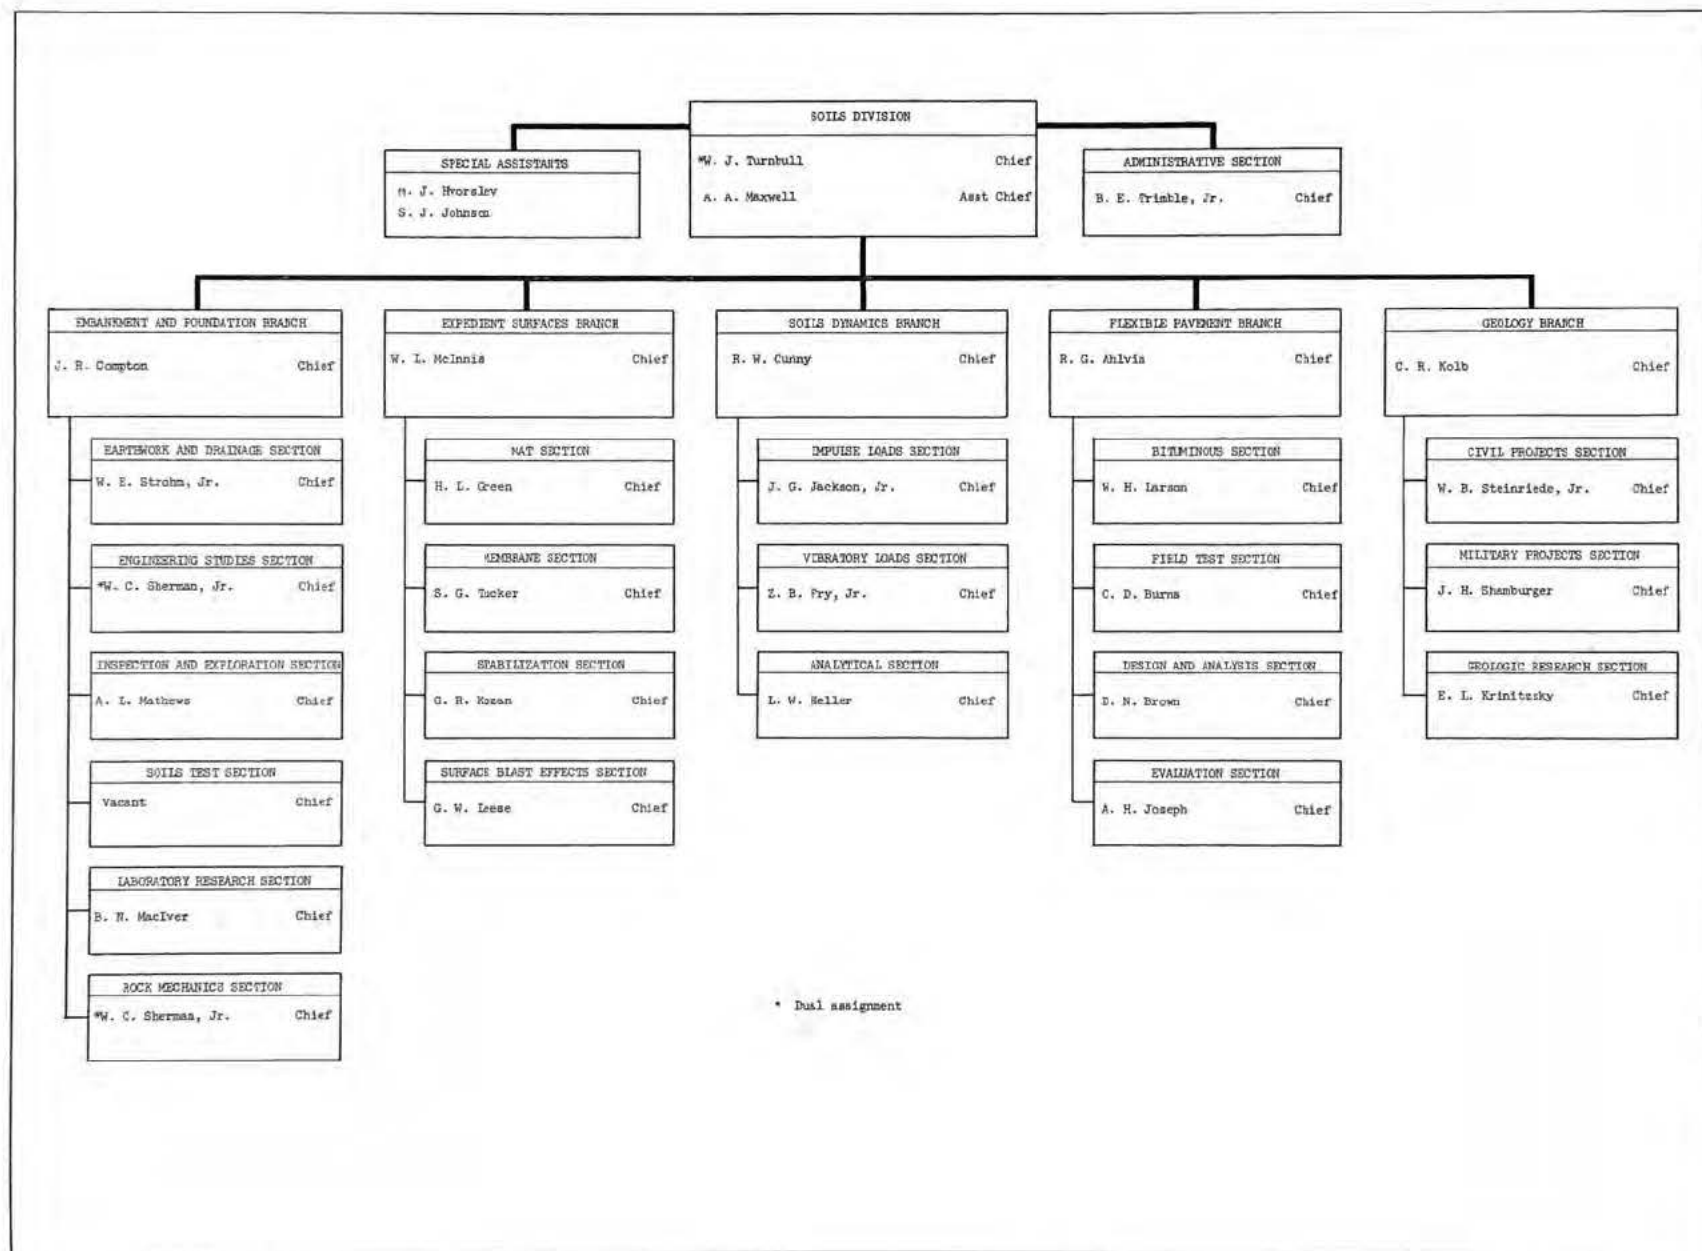 SOILS DIVISION
*W. J. Turnbull Chief
A. A. Maxwell Asst Chief
SPECIAL ASSISTANTS
M. J. Hvorslev
S. J. Johnson
ADMINISTRATIVE SECTION
B. E. Trimble, Jr. Chief
EMBANKMENT AND FOUNDATION BRANCH
J. R. Compton Chief
EARTHWORK AND DRAINAGE SECTION
W. E. Strohm, Jr. Chief
ENGINEERING STUDIES SECTION
*W. C. Sherman, Jr. Chief
INSPECTION AND EXPLORATION SECTION
A. L. Mathews Chief
SOILS TEST SECTION
Vacant Chief
LABORATORY RESEARCH SECTION
B. N. MacIver Chief
ROCK MECHANICS SECTION
*W. C. Sherman, Jr. Chief
EXPEDIENT SURFACES BRANCH
W. L. McInnis Chief
MAT SECTION
H. L. Green Chief
MEMBRANE SECTION
S. G. Tucker Chief
STABILIZATION SECTION
G. R. Kozan Chief
SURFACE BLAST EFFECTS SECTION
G. W. Leese Chief
SOILS DYNAMICS BRANCH
R. W. Cunny Chief
IMPULSE LOADS SECTION
J. G. Jackson, Jr. Chief
VIBRATORY LOADS SECTION
Z. B. Fry, Jr. Chief
ANALYTICAL SECTION
L. W. Heller Chief
FLEXIBLE PAVEMENT BRANCH
R. G. Ahlvin Chief
BITUMINOUS SECTION
W. H. Larson Chief
FIELD TEST SECTION
C. D. Burns Chief
DESIGN AND ANALYSIS SECTION
D. N. Brown Chief
EVALUATION SECTION
A. H. Joseph Chief
GEOLOGY BRANCH
C. R. Kolb Chief
CIVIL PROJECTS SECTION
W. B. Steinriede, Jr. Chief
MILITARY PROJECTS SECTION
J. H. Shamburger Chief
GEOLOGIC RESEARCH SECTION
E. L. Krinitzsky Chief
* Dual assignment